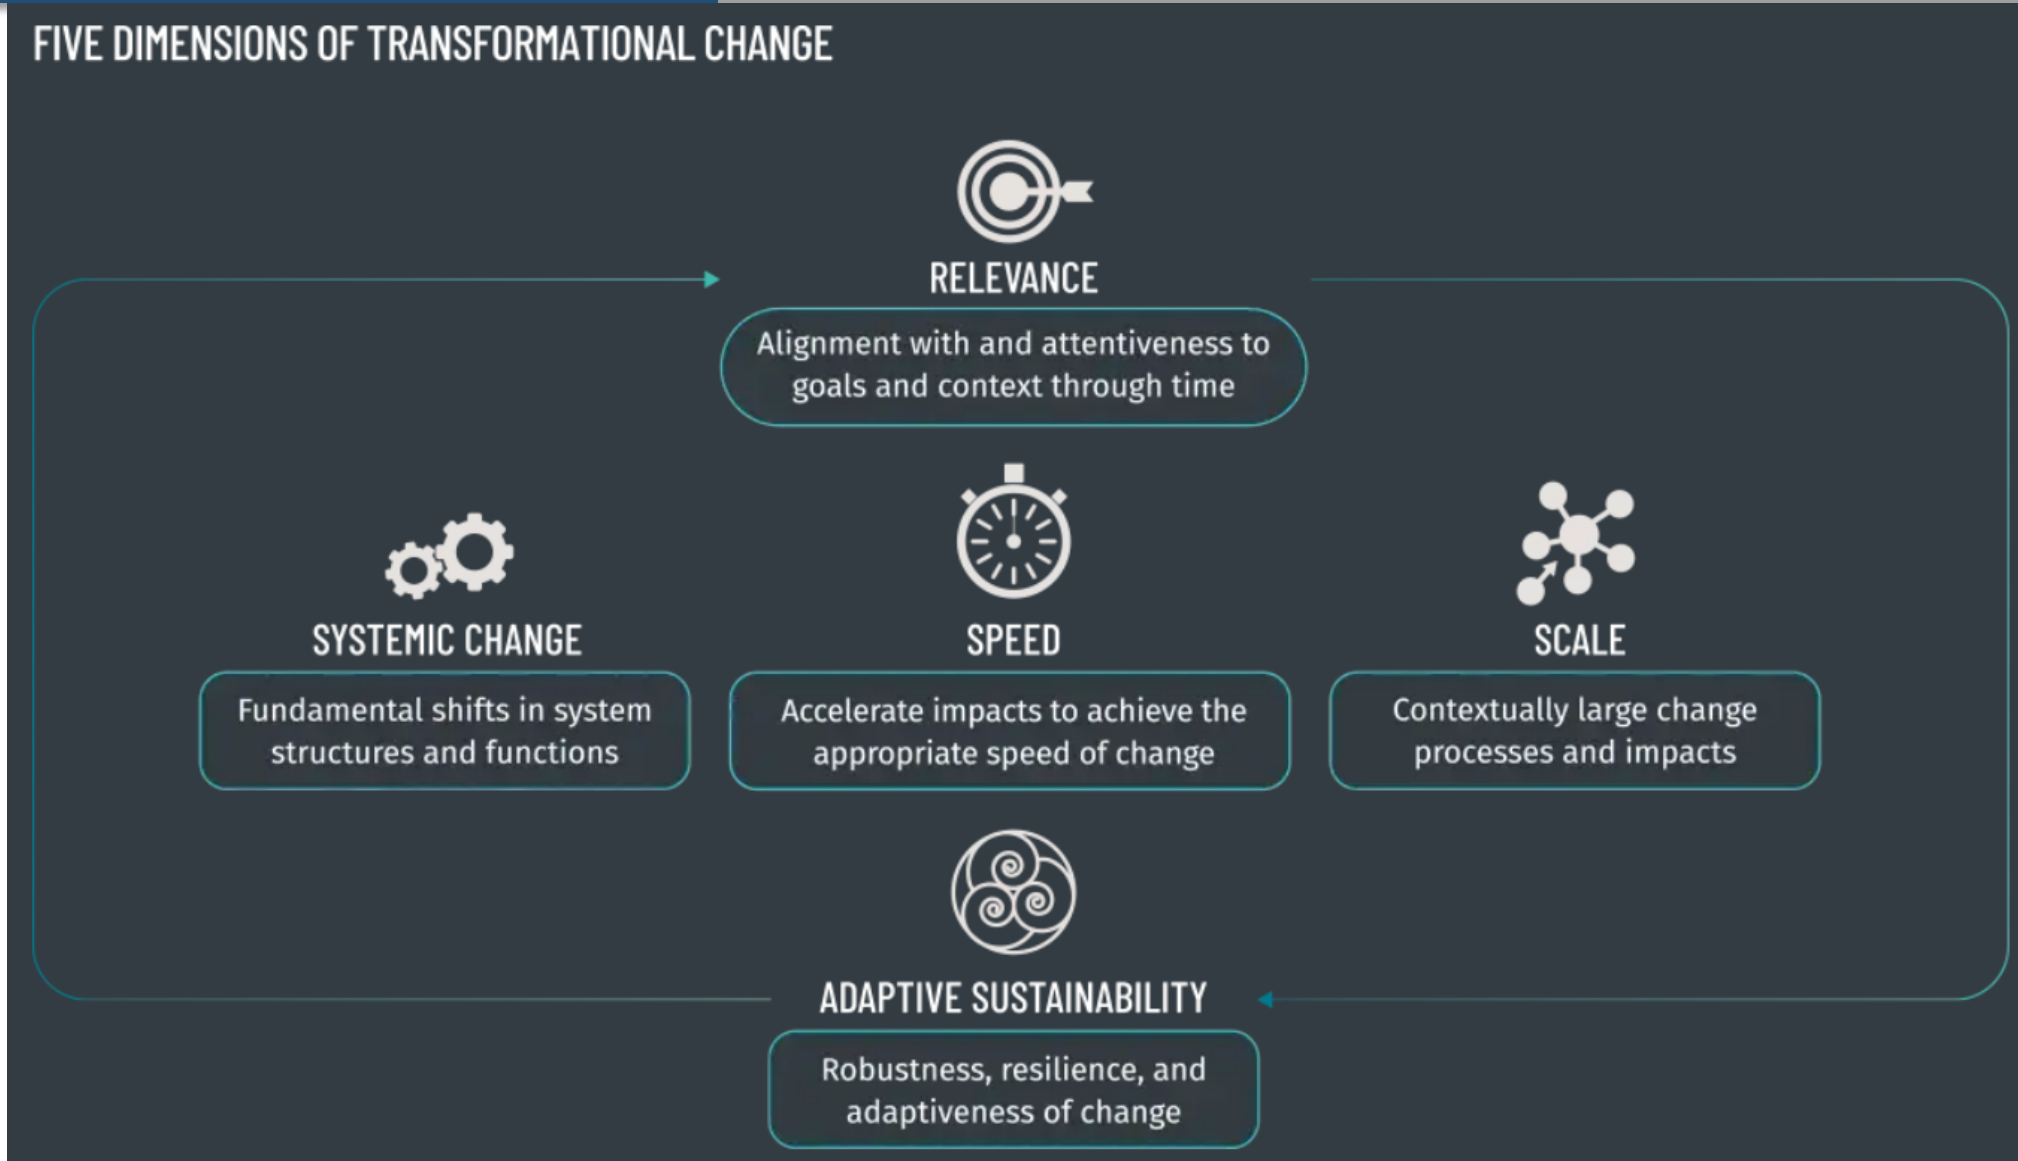 FIVE DIMENSIONS OF TRANSFORMATIONAL CHANGE
RELEVANCE
Alignment with and attentiveness to
goals and context through time
SYSTEMIC CHANGE
Fundamental shifts in system
structures and functions
SPEED
Accelerate impacts to achieve the
appropriate speed of change
SCALE
Contextually large change
processes and impacts
ADAPTIVE SUSTAINABILITY
Robustness, resilience, and
adaptiveness of change